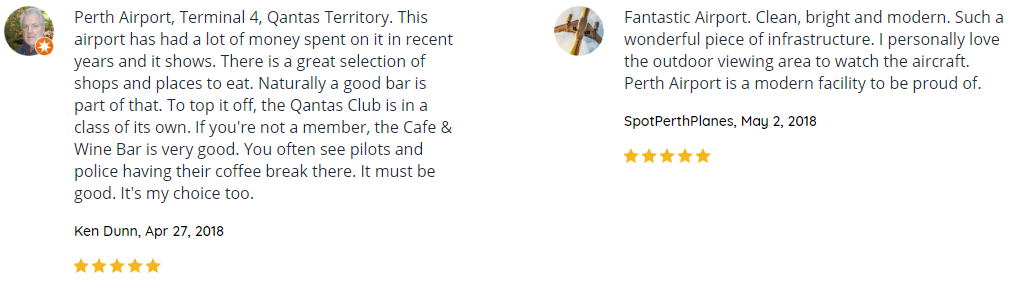 Perth Airport, Terminal 4, Qantas Territory. This
airport has had a lot of money spent on it in recent
years and it shows. There is a great selection of
shops and places to eat. Naturally a good bar is
part of that. To top it off, the Qantas Club is in a
class of its own. If you're not a member, the Cafe &
Wine Bar is very good. You often see pilots and
police having their coffee break there. It must be
good. It's my choice too.
Ken Dunn, Apr 27, 2018
Fantastic Airport. Clean, bright and modern. Such a
wonderful piece of infrastructure. I personally love
the outdoor viewing area to watch the aircraft.
Perth Airport is a modern facility to be proud of.
SpotPerthPlanes, May 2, 2018